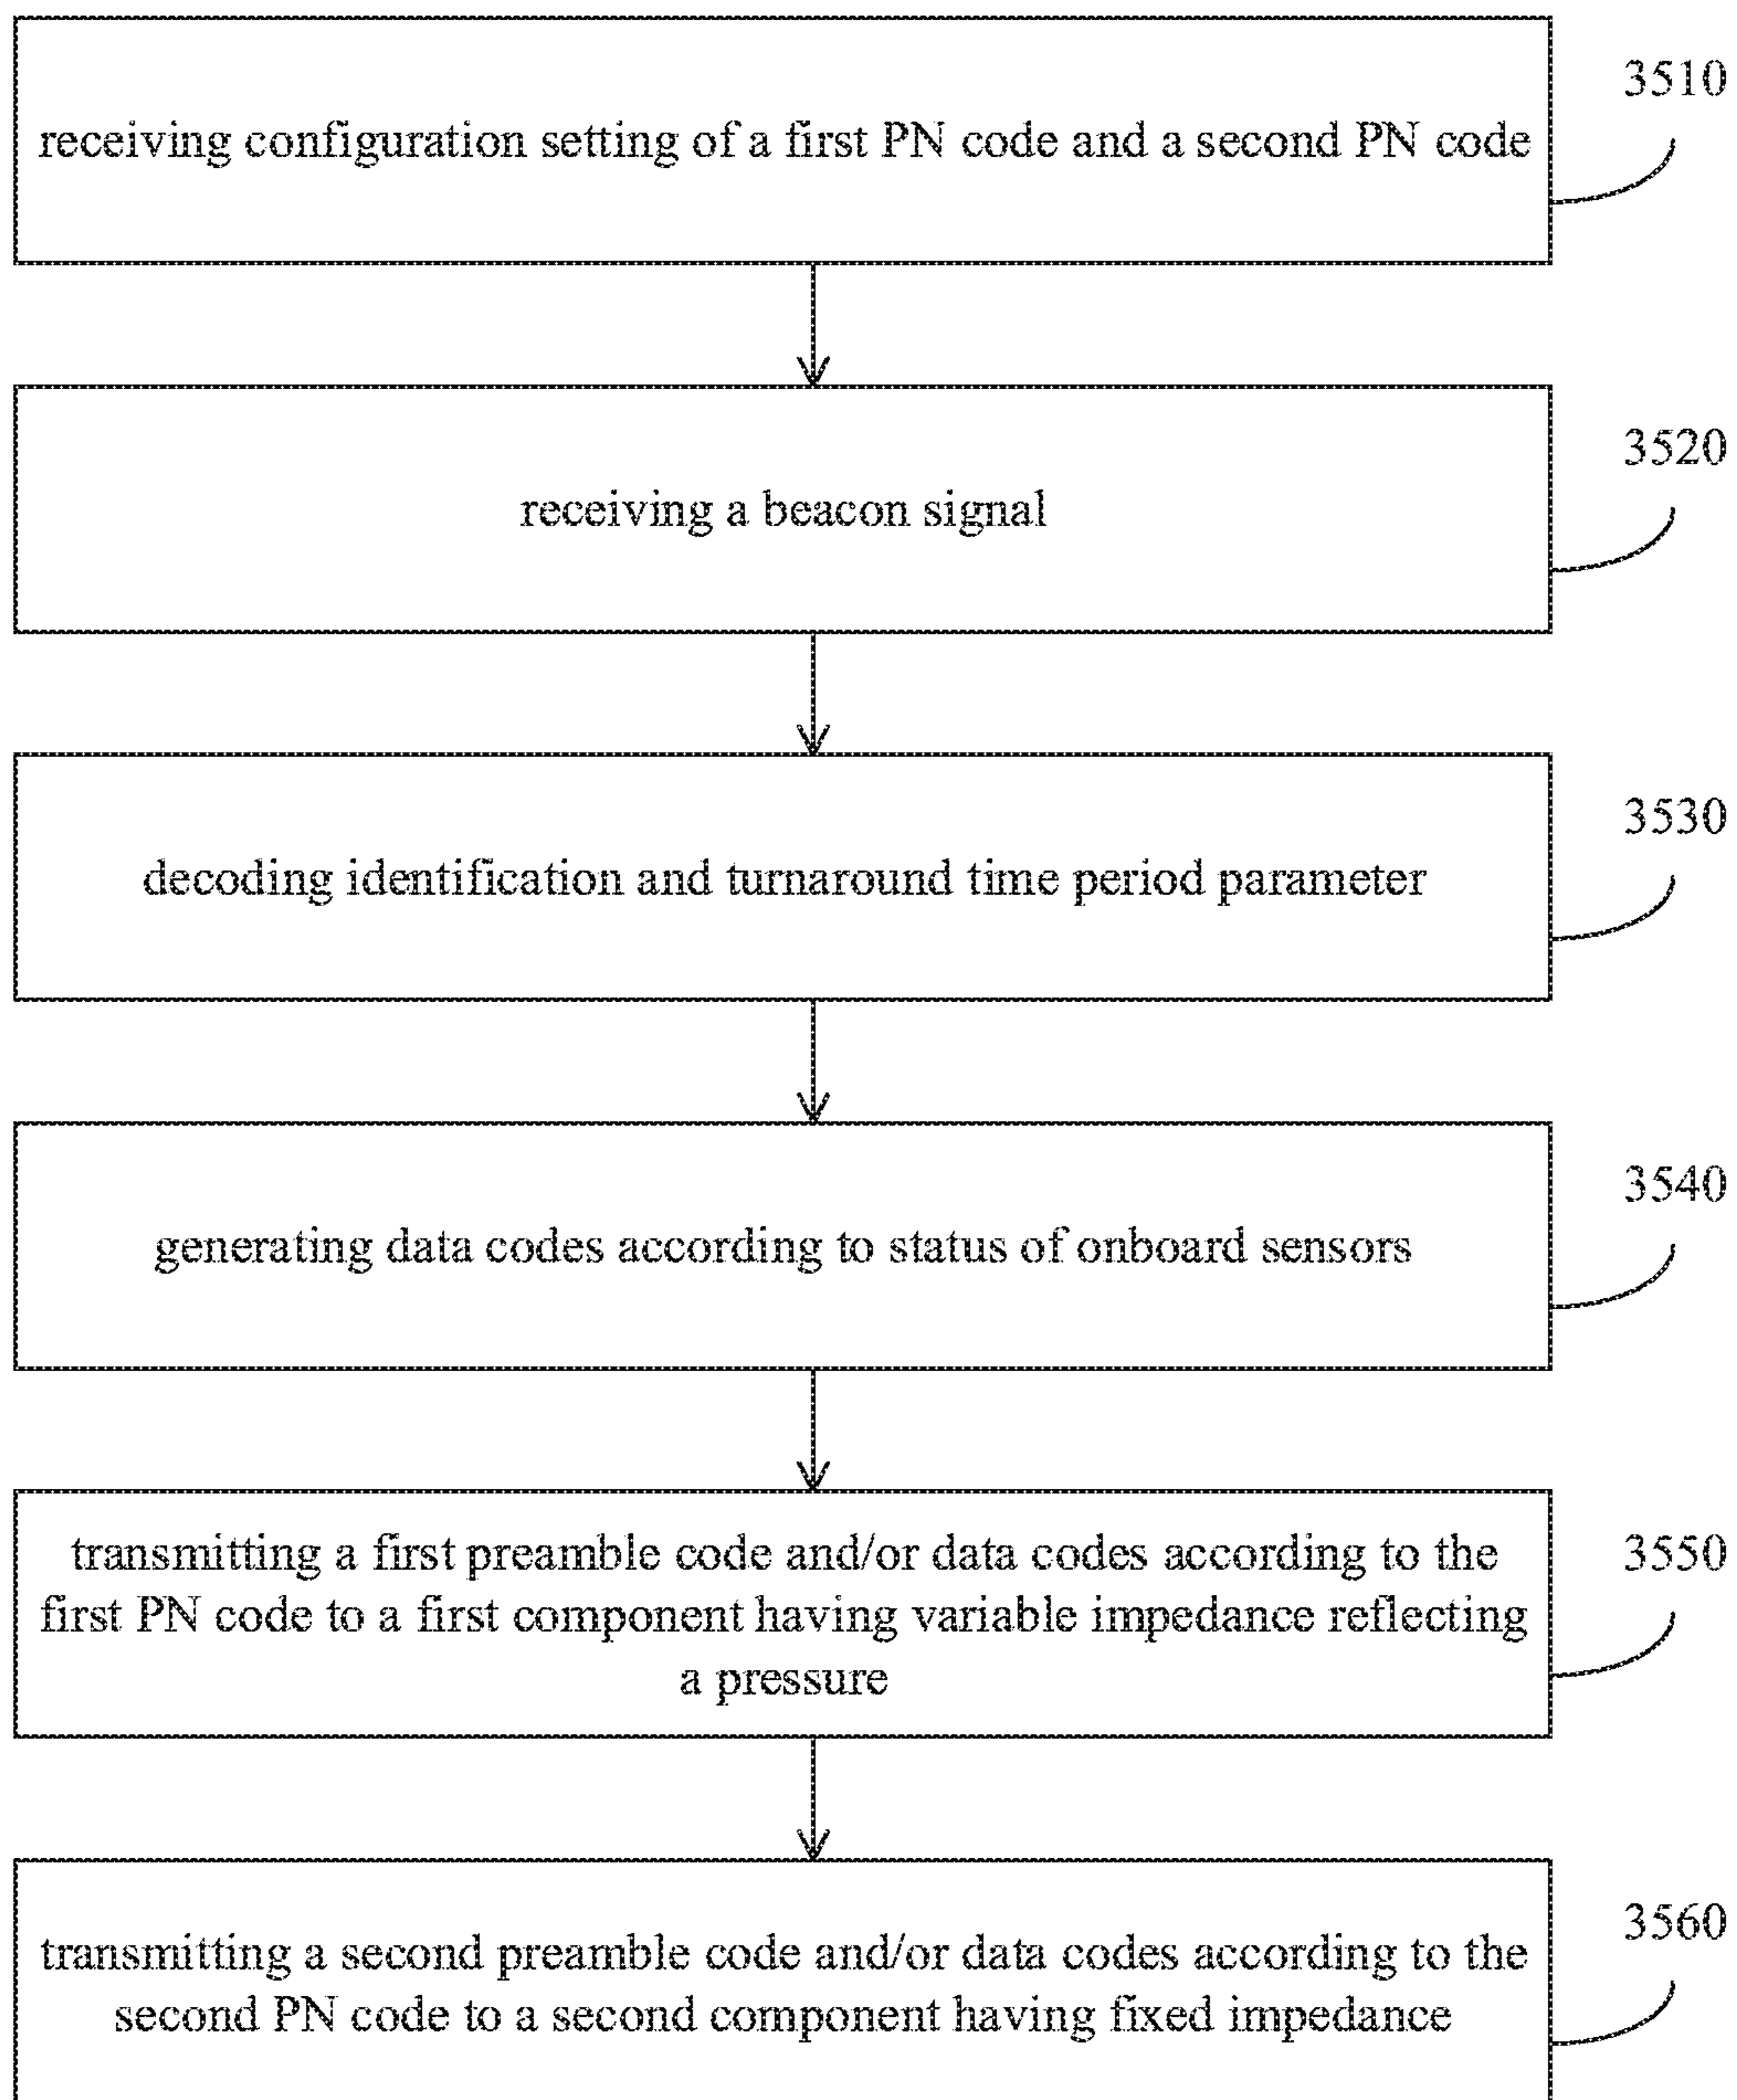 3510
receiving configuration setting of a first PN code and a second PN code
3520
receiving a beacon signal
3530
decoding identification and turnaround time period parameter
3540
generating data codes according to status of onboard sensors
3550
transmitting a first preamble code and/or data codes according to the
first PN code to a first component having variable impedance reflecting
a pressure
3560
transmitting a second preamble code and/or data codes according to the
second PN code to a second component having fixed impedance